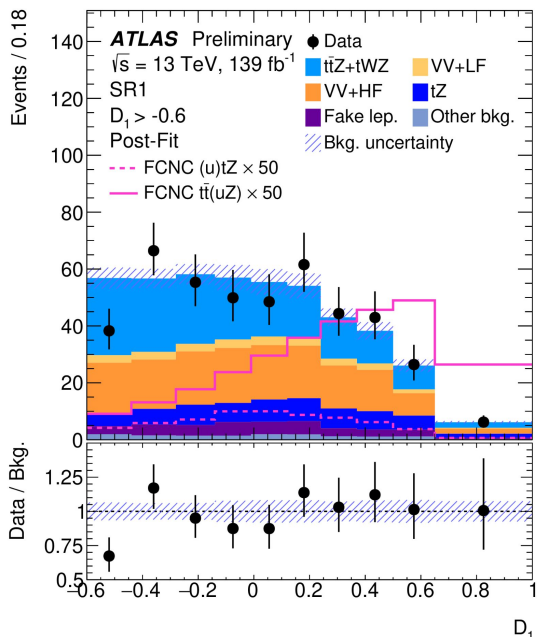 Events / 0.18
140
120
100
80
60
40
20
0
ATLAS Preliminary
√s = 13 TeV, 139 fb⁻¹
SR1
D₁ > -0.6
Post-Fit
FCNC (u)tZ × 50
FCNC tt̄(uZ) × 50
Data
tt̄Z+tWZ VV+LF
VV+HF tZ
Fake lep. Other bkg.
Bkg. uncertainty
Data / Bkg.
1.25
1
0.75
0.5
−0.6 −0.4 −0.2 0 0.2 0.4 0.6 0.8 1
D₁